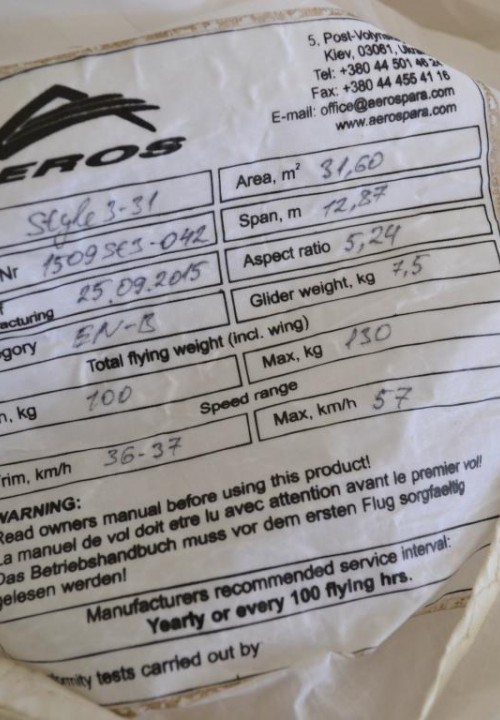 5. Post-Volyn
Kiev, 03061, Ukr
Tel: +380 44 501 46 2
Fax: +380 44 455 41 16
E-mail: office@aerospara.com
www.aerospara.com
EROS
Style 3-31
Area, m² 31,60
Nr 1509SE3-042
Span, m 12,87
acturing 25.09.2015
Aspect ratio 5,24
gory EN-B
Glider weight, kg 7,5
Total flying weight (incl. wing)
n, kg 100
Max, kg 130
Speed range
rim, km/h 36-37
Max, km/h 57
WARNING:
Read owners manual before using this product!
La manuel de vol doit etre lu avec attention avant le premier vol!
Das Betriebshandbuch muss vor dem ersten Flug sorgfaeltig
gelesen werden!
Manufacturers recommended service interval:
Yearly or every 100 flying hrs.
ormity tests carried out by